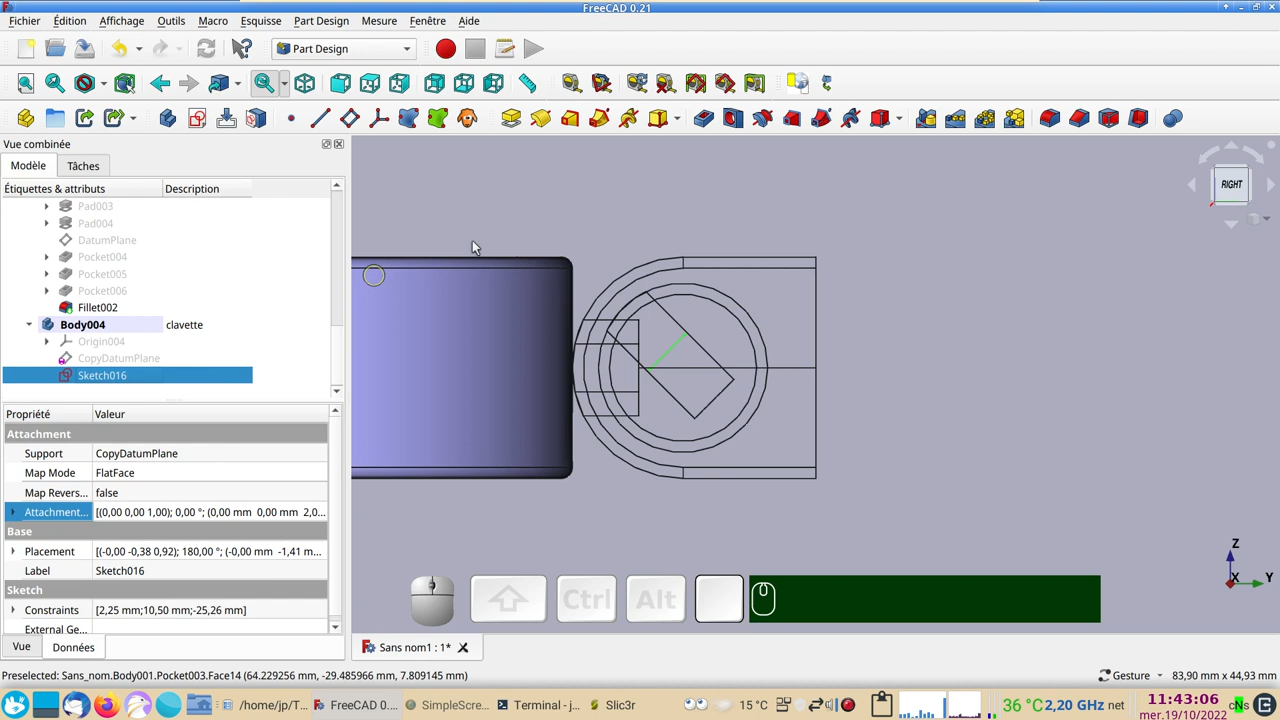 FreeCAD 0.21
Fichier Édition Affichage Outils Macro Esquisse Part Design Mesure Fenêtre Aide
Part Design
Vue combinée
Modèle Tâches
Étiquettes & attributs Description
Pad003
Pad004
DatumPlane
Pocket004
Pocket005
Pocket006
Fillet002
Body004 clavette
Origin004
CopyDatumPlane
Sketch016
Propriété Valeur
Attachment
Support CopyDatumPlane
Map Mode FlatFace
Map Revers... false
Attachment... [(0,00 0,00 1,00); 0,00 °; (0,00 mm 0,00 mm 2,0...
Base
Placement [(-0,00 -0,38 0,92); 180,00 °; (-0,00 mm -1,41 m...
Label Sketch016
Sketch
Constraints [2,25 mm;10,50 mm;-25,26 mm]
External Ge...
Vue Données
RIGHT
Z
X Y
Ctrl Alt
Sans nom1 : 1*
Preselected: Sans_nom.Body001.Pocket003.Face14 (64.229256 mm, -29.485966 mm, 7.809145 mm)
Gesture 83,90 mm x 44,93 mm
/home/jp/T... FreeCAD 0.... SimpleScre... Terminal - j... Slic3r
15 °C 36 °C 2,20 GHz net
11:43:06
mer.19/10/2022
cNs